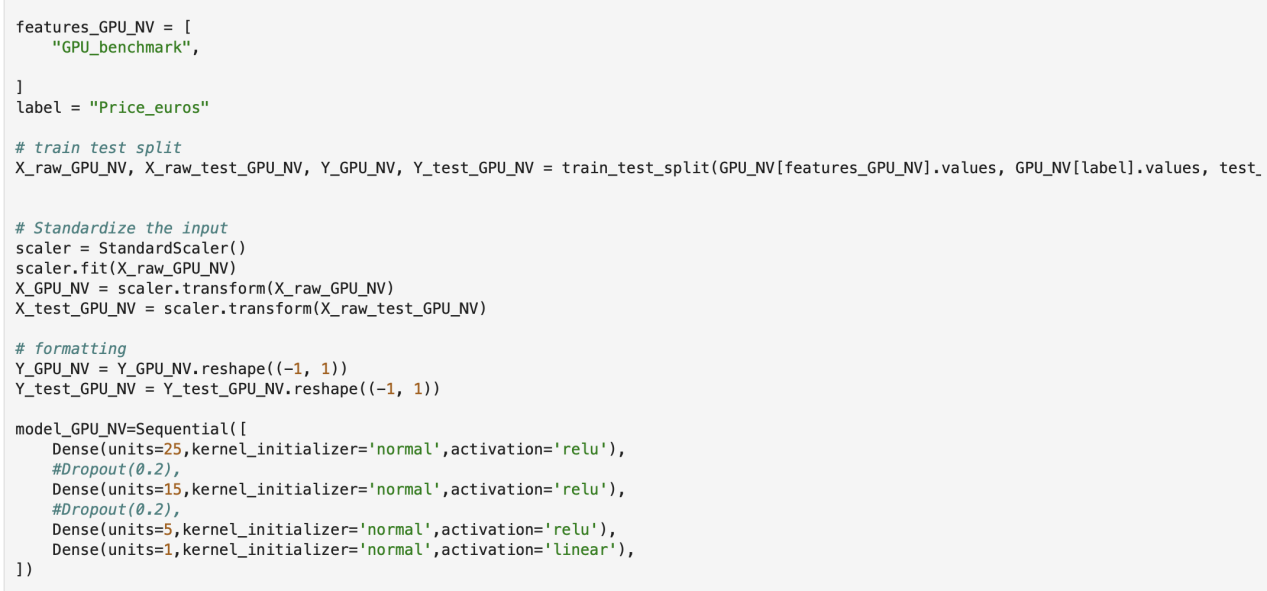 features_GPU_NV = [
    "GPU_benchmark",
]
label = "Price_euros"
# train test split
X_raw_GPU_NV, X_raw_test_GPU_NV, Y_GPU_NV, Y_test_GPU_NV = train_test_split(GPU_NV[features_GPU_NV].values, GPU_NV[label].values, test_
# Standardize the input
scaler = StandardScaler()
scaler.fit(X_raw_GPU_NV)
X_GPU_NV = scaler.transform(X_raw_GPU_NV)
X_test_GPU_NV = scaler.transform(X_raw_test_GPU_NV)
# formatting
Y_GPU_NV = Y_GPU_NV.reshape((-1, 1))
Y_test_GPU_NV = Y_test_GPU_NV.reshape((-1, 1))
model_GPU_NV=Sequential([
    Dense(units=25,kernel_initializer='normal',activation='relu'),
    #Dropout(0.2),
    Dense(units=15,kernel_initializer='normal',activation='relu'),
    #Dropout(0.2),
    Dense(units=5,kernel_initializer='normal',activation='relu'),
    Dense(units=1,kernel_initializer='normal',activation='linear'),
])